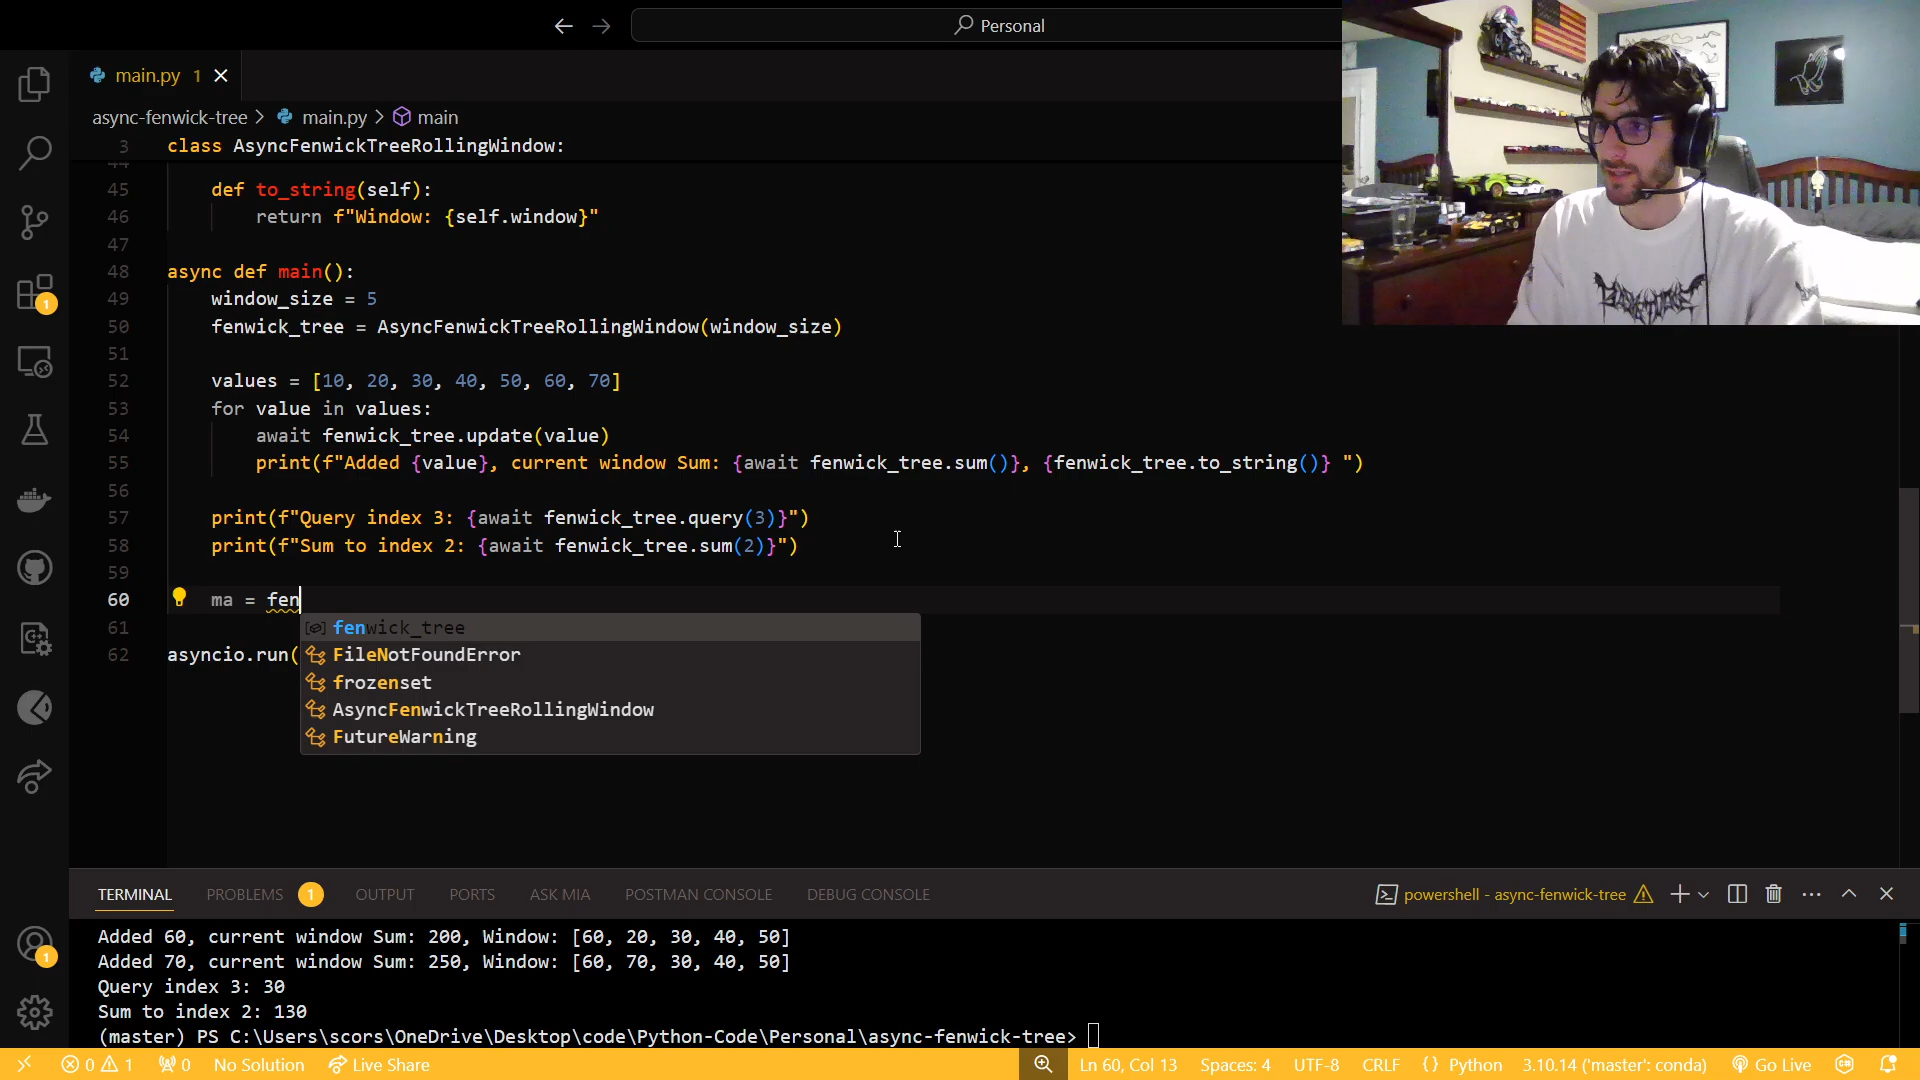 Personal
main.py 1
async-fenwick-tree > main.py > main
3 class AsyncFenwickTreeRollingWindow:
44
45 def to_string(self):
46 return f"Window: {self.window}"
47
48 async def main():
49 window_size = 5
50 fenwick_tree = AsyncFenwickTreeRollingWindow(window_size)
51
52 values = [10, 20, 30, 40, 50, 60, 70]
53 for value in values:
54 await fenwick_tree.update(value)
55 print(f"Added {value}, current window Sum: {await fenwick_tree.sum()}, {fenwick_tree.to_string()} ")
56
57 print(f"Query index 3: {await fenwick_tree.query(3)}")
58 print(f"Sum to index 2: {await fenwick_tree.sum(2)}")
59
60 ma = fen
fenwick_tree
61
FileNotFoundError
62 asyncio.run(
frozenset
AsyncFenwickTreeRollingWindow
FutureWarning
TERMINAL PROBLEMS 1 OUTPUT PORTS ASK MIA POSTMAN CONSOLE DEBUG CONSOLE powershell - async-fenwick-tree
Added 60, current window Sum: 200, Window: [60, 20, 30, 40, 50]
Added 70, current window Sum: 250, Window: [60, 70, 30, 40, 50]
Query index 3: 30
Sum to index 2: 130
(master) PS C:\Users\scors\OneDrive\Desktop\code\Python-Code\Personal\async-fenwick-tree>
0 1 0 No Solution Live Share Ln 60, Col 13 Spaces: 4 UTF-8 CRLF {} Python 3.10.14 ('master': conda) Go Live